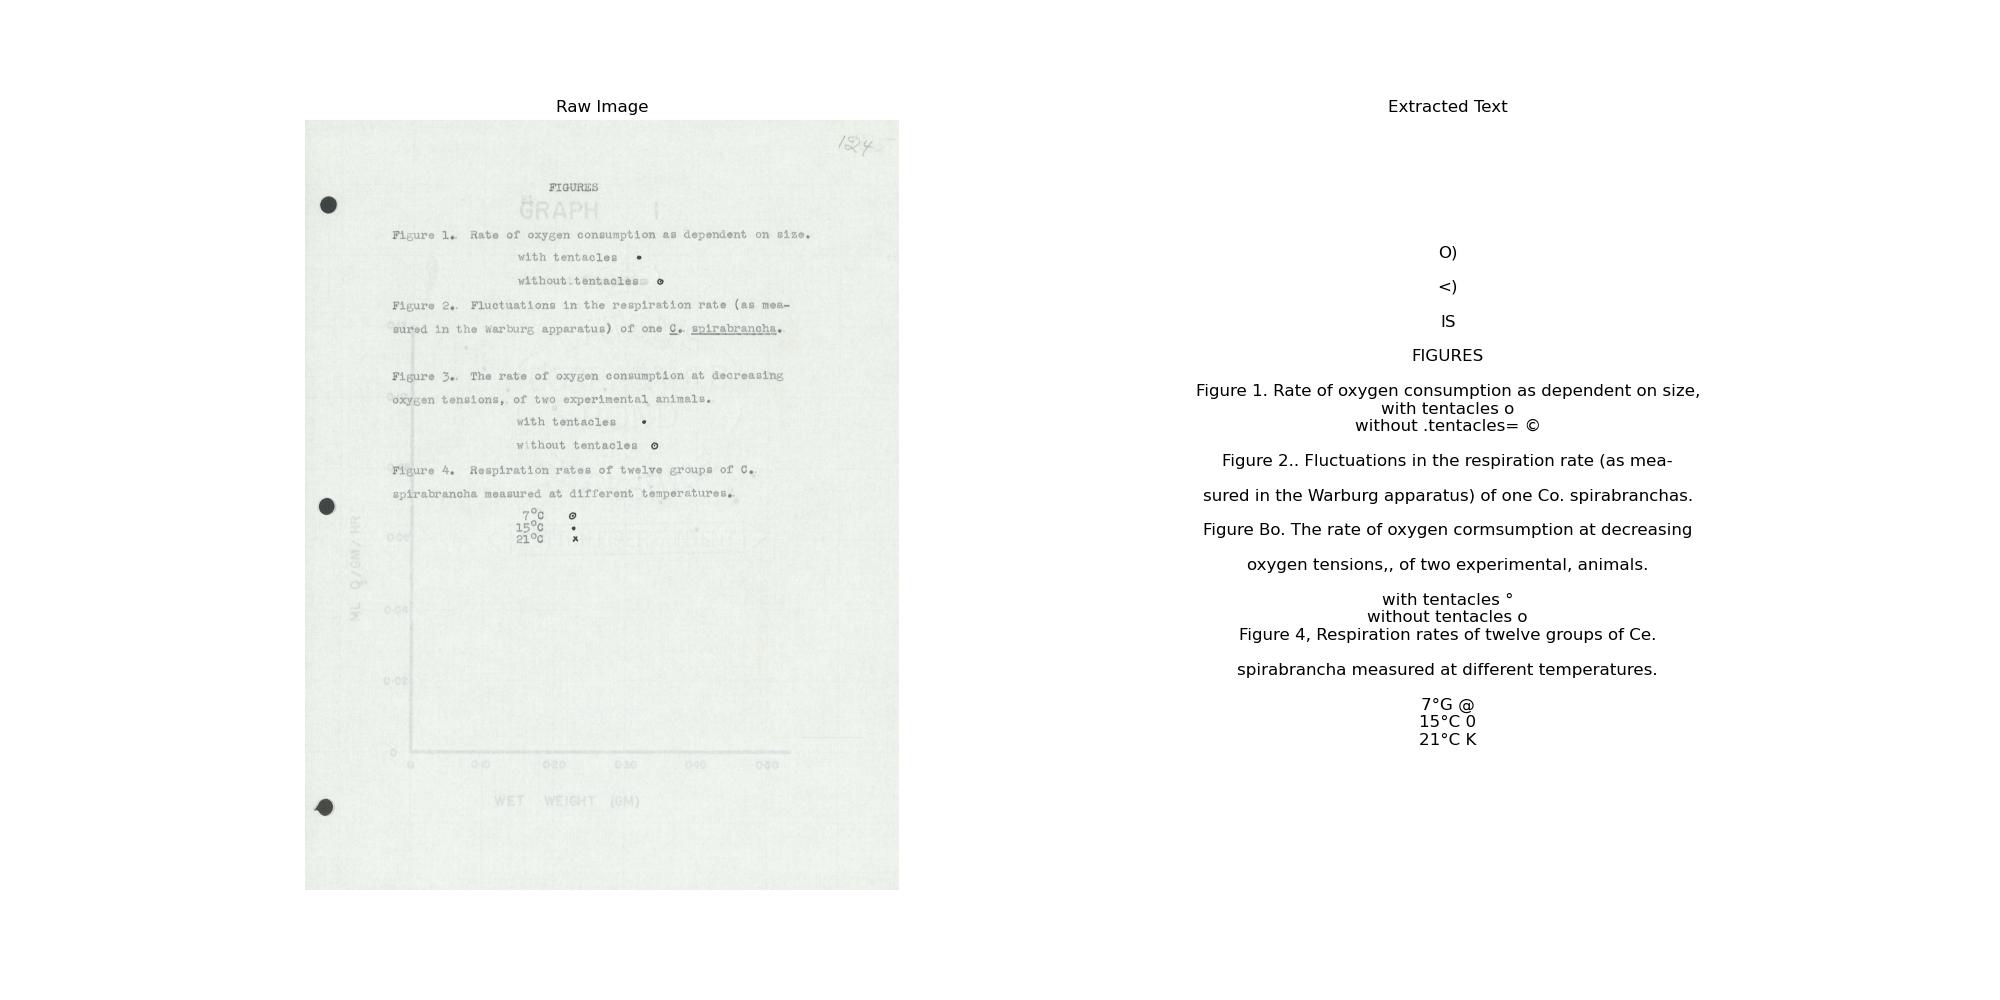 Raw Image
124
FIGURES
GRAPH 1
Figure 1. Rate of oxygen consumption as dependent on size.
with tentacles •
without tentacles ⊙
Figure 2. Fluctuations in the respiration rate (as mea-
sured in the Warburg apparatus) of one C. spirabrancha.
Figure 3. The rate of oxygen consumption at decreasing
oxygen tensions, of two experimental animals.
with tentacles •
without tentacles ⊙
Figure 4. Respiration rates of twelve groups of C.
spirabrancha measured at different temperatures.
7°C ⊙
15°C •
21°C x
0·04
0·02
0
0 0·10 0·20 0·30 0·40 0·50
WET WEIGHT (GM)
Extracted Text
O)
<)
IS
FIGURES
Figure 1. Rate of oxygen consumption as dependent on size,
with tentacles o
without .tentacles= ©
Figure 2.. Fluctuations in the respiration rate (as mea-
sured in the Warburg apparatus) of one Co. spirabranchas.
Figure Bo. The rate of oxygen cormsumption at decreasing
oxygen tensions,, of two experimental, animals.
with tentacles °
without tentacles o
Figure 4, Respiration rates of twelve groups of Ce.
spirabrancha measured at different temperatures.
7°G @
15°C 0
21°C K